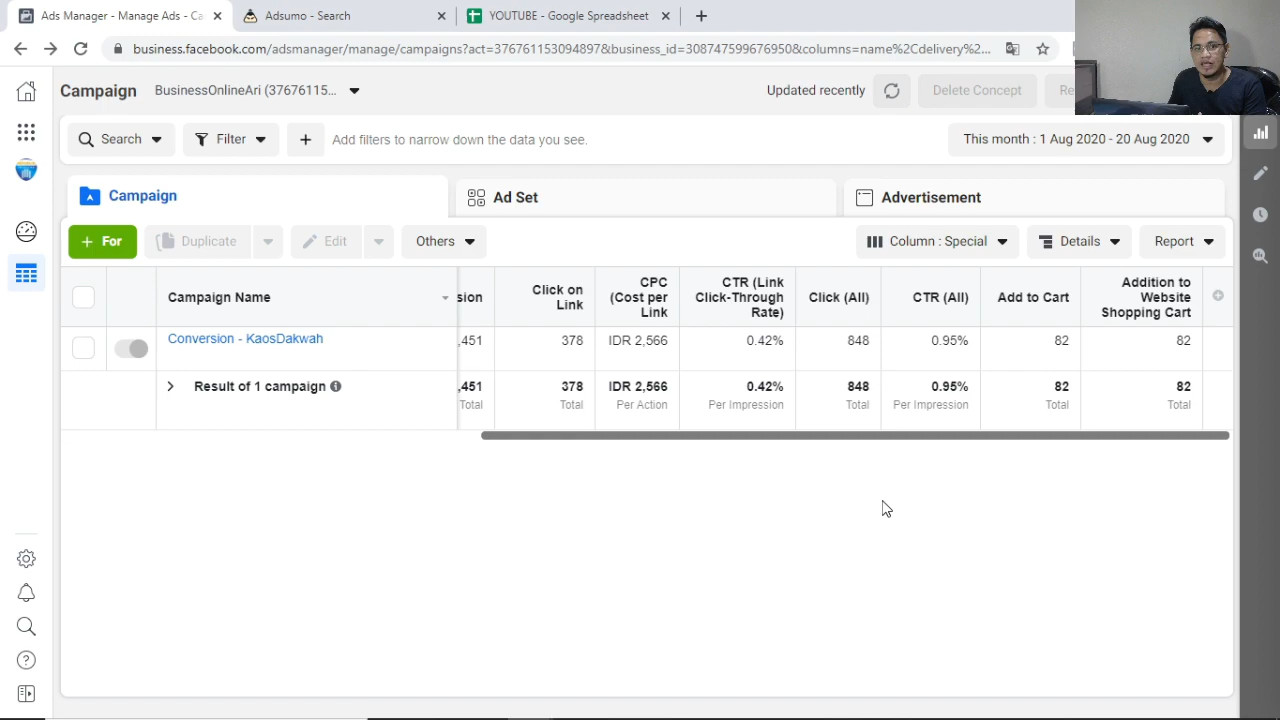 Ads Manager - Manage Ads - Ca
Adsumo - Search
YOUTUBE - Google Spreadsheet
business.facebook.com/adsmanager/manage/campaigns?act=376761153094897&business_id=308747599676950&columns=name%2Cdelivery%2...
Campaign
BusinessOnlineAri (37676115...
Updated recently
Delete Concept
Re
Search
Filter
Add filters to narrow down the data you see.
This month : 1 Aug 2020 - 20 Aug 2020
Campaign
Ad Set
Advertisement
+ For
Duplicate
Edit
Others
Column : Special
Details
Report
Campaign Name
sion
Click on
Link
CPC
(Cost per
Link
CTR (Link
Click-Through
Rate)
Click (All)
CTR (All)
Add to Cart
Addition to
Website
Shopping Cart
Conversion - KaosDakwah
,451
378
IDR 2,566
0.42%
848
0.95%
82
82
Result of 1 campaign
,451
378
IDR 2,566
0.42%
848
0.95%
82
82
Total
Total
Per Action
Per Impression
Total
Per Impression
Total
Total